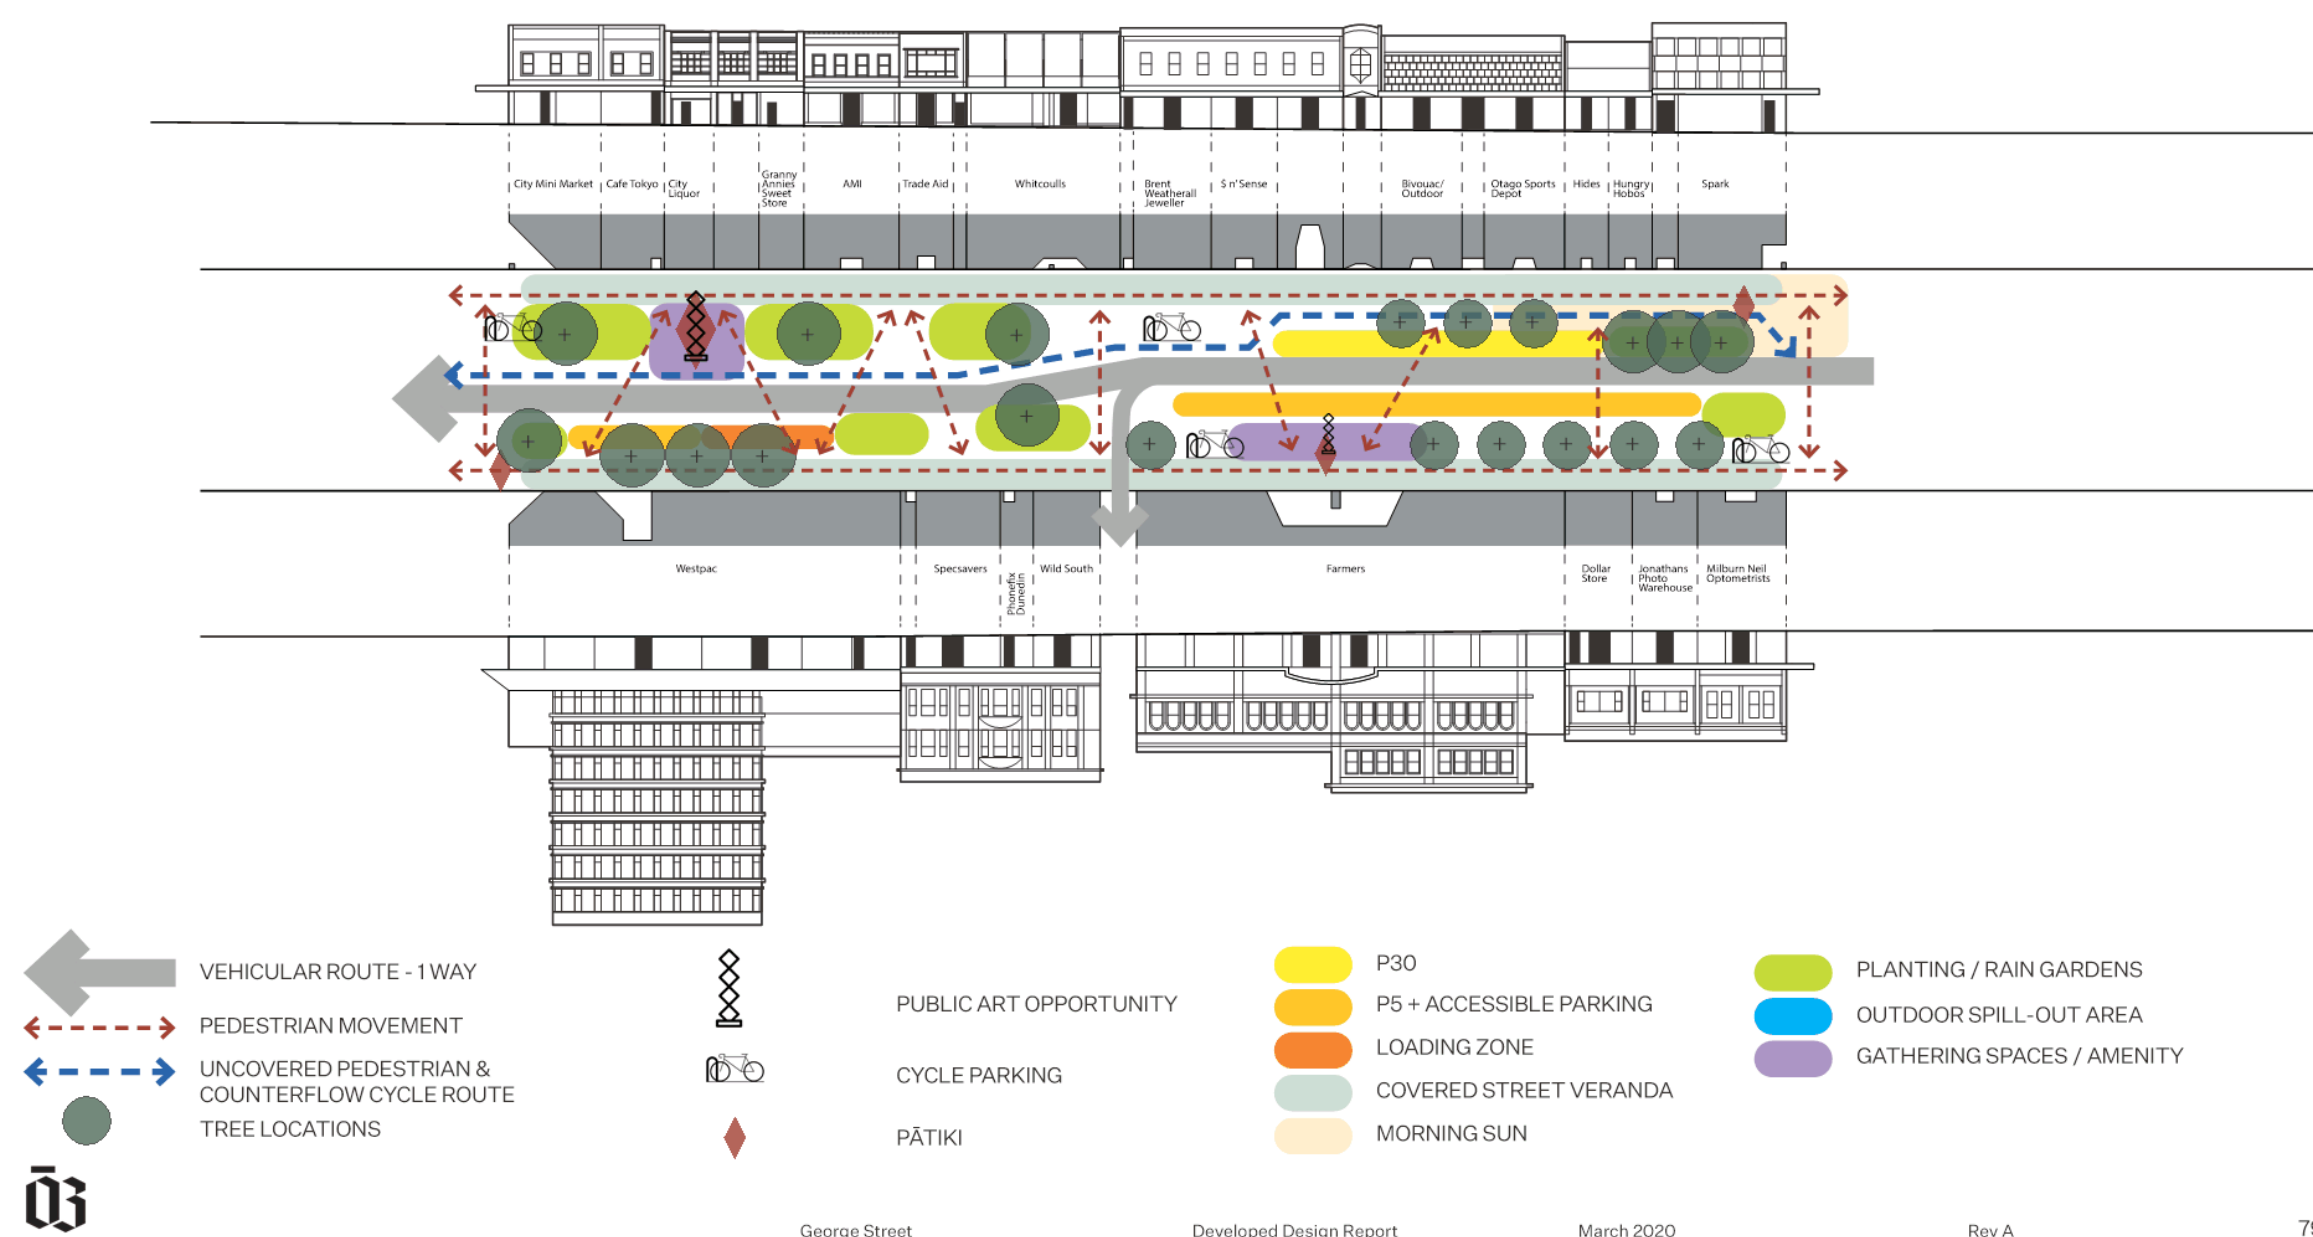 City Mini Market
Cafe Tokyo
City
Liquor
Granny
Annies
Sweet
Store
AMI
Trade Aid
Whitcoulls
Brent
Weatherall
Jeweller
$ n' Sense
Bivouac/
Outdoor
Otago Sports
Depot
Hides
Hungry
Hobos
Spark
Westpac
Specsavers
Phonefix
Dunedin
Wild South
Farmers
Dollar
Store
Jonathans
Photo
Warehouse
Milburn Neil
Optometrists
VEHICULAR ROUTE - 1 WAY
PEDESTRIAN MOVEMENT
UNCOVERED PEDESTRIAN &
COUNTERFLOW CYCLE ROUTE
TREE LOCATIONS
PUBLIC ART OPPORTUNITY
CYCLE PARKING
PĀTIKI
P30
P5 + ACCESSIBLE PARKING
LOADING ZONE
COVERED STREET VERANDA
MORNING SUN
PLANTING / RAIN GARDENS
OUTDOOR SPILL-OUT AREA
GATHERING SPACES / AMENITY
George Street
Developed Design Report
March 2020
Rev A